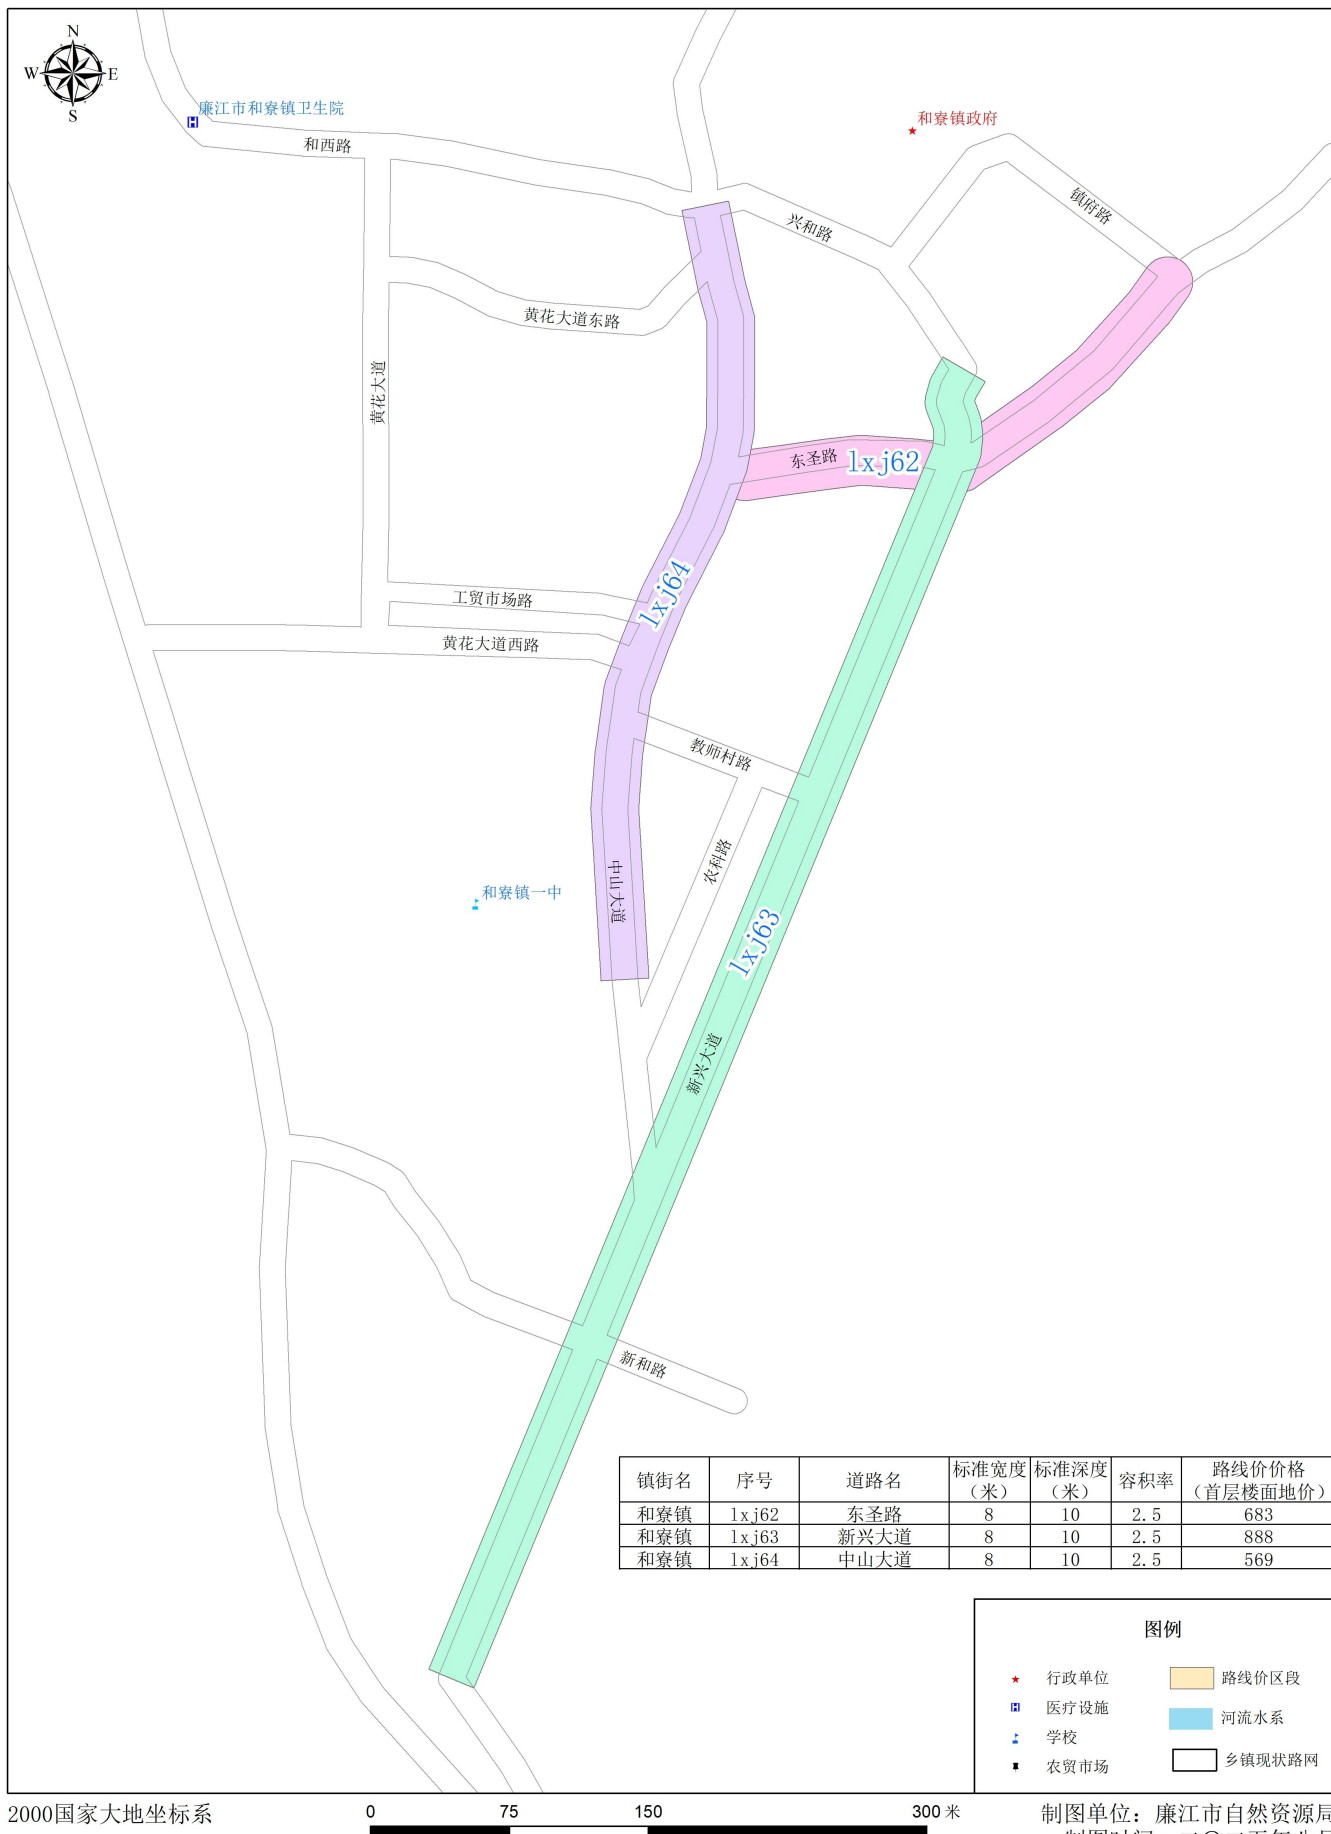 N
W
E
S
廉江市和寮镇卫生院
和西路
和寮镇政府
镇府路
兴和路
黄花大道东路
黄花大道
东圣路
lxj62
lxj64
工贸市场路
黄花大道西路
教师村路
农科路
和寮镇一中
中山大道
lxj63
新兴大道
新和路
镇街名 序号 道路名 标准宽度（米） 标准深度（米） 容积率 路线价价格（首层楼面地价）
和寮镇 lxj62 东圣路 8 10 2.5 683
和寮镇 lxj63 新兴大道 8 10 2.5 888
和寮镇 lxj64 中山大道 8 10 2.5 569
图例
行政单位 路线价区段
医疗设施 河流水系
学校
农贸市场 乡镇现状路网
2000国家大地坐标系
0 75 150 300 米
制图单位：廉江市自然资源局